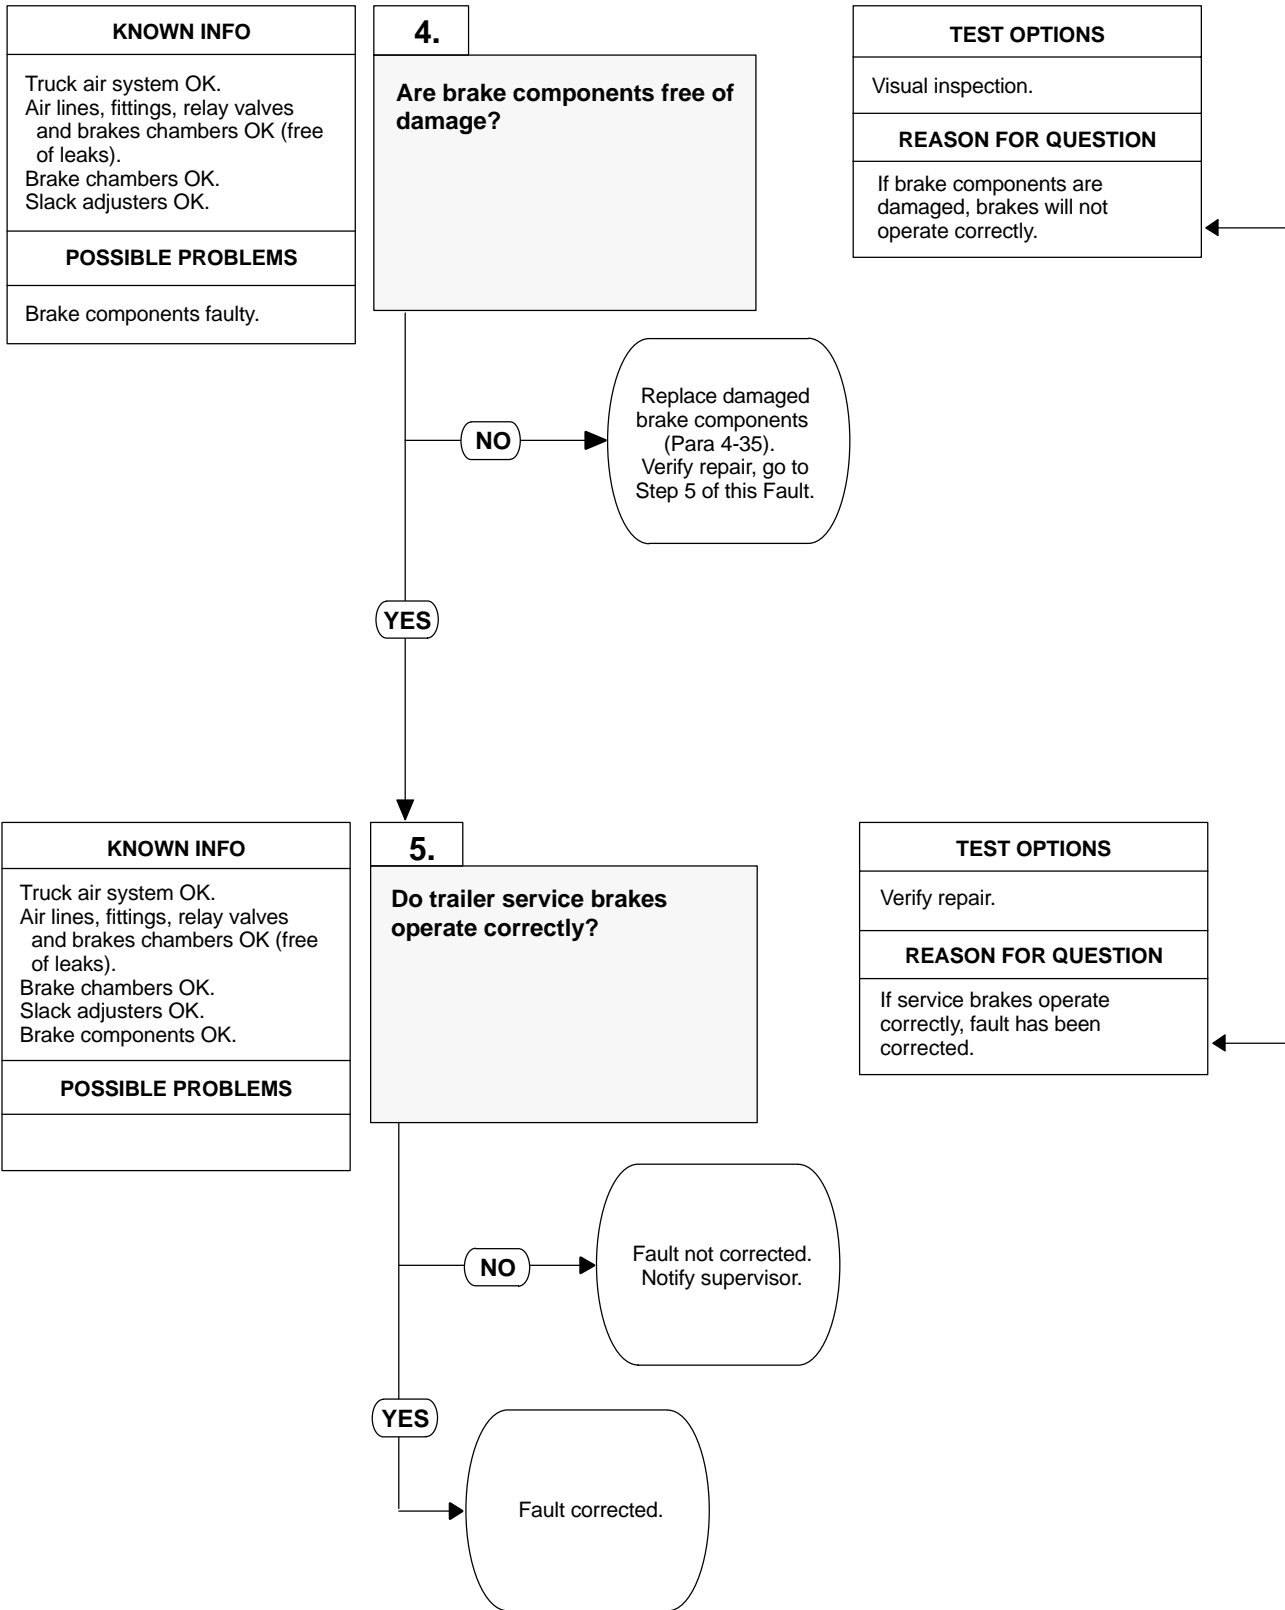 KNOWN INFO
Truck air system OK.
Air lines, fittings, relay valves
and brakes chambers OK (free
of leaks).
Brake chambers OK.
Slack adjusters OK.
POSSIBLE PROBLEMS
Brake components faulty.
4.
Are brake components free of
damage?
TEST OPTIONS
Visual inspection.
REASON FOR QUESTION
If brake components are
damaged, brakes will not
operate correctly.
NO
Replace damaged
brake components
(Para 4-35).
Verify repair, go to
Step 5 of this Fault.
YES
KNOWN INFO
Truck air system OK.
Air lines, fittings, relay valves
and brakes chambers OK (free
of leaks).
Brake chambers OK.
Slack adjusters OK.
Brake components OK.
POSSIBLE PROBLEMS
5.
Do trailer service brakes
operate correctly?
TEST OPTIONS
Verify repair.
REASON FOR QUESTION
If service brakes operate
correctly, fault has been
corrected.
NO
Fault not corrected.
Notify supervisor.
YES
Fault corrected.